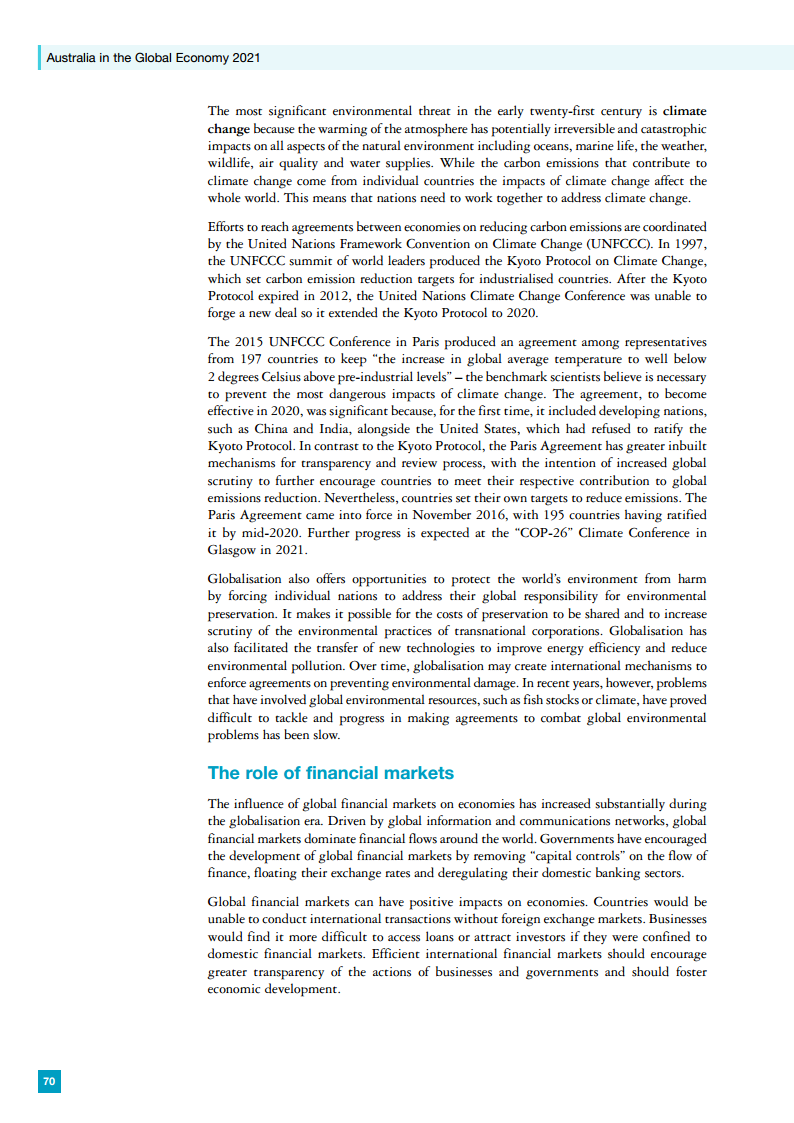 Australia in the Global Economy 2021
The most significant environmental threat in the early twenty-first century is climate
change because the warming of the atmosphere has potentially irreversible and catastrophic
impacts on all aspects of the natural environment including oceans, marine life, the weather,
wildlife, air quality and water supplies. While the carbon emissions that contribute to
climate change come from individual countries the impacts of climate change affect the
whole world. This means that nations need to work together to address climate change.
Efforts to reach agreements between economies on reducing carbon emissions are coordinated
by the United Nations Framework Convention on Climate Change (UNFCCC). In 1997,
the UNFCCC summit of world leaders produced the Kyoto Protocol on Climate Change,
which set carbon emission reduction targets for industrialised countries. After the Kyoto
Protocol expired in 2012, the United Nations Climate Change Conference was unable to
forge a new deal so it extended the Kyoto Protocol to 2020.
The 2015 UNFCCC Conference in Paris produced an agreement among representatives
from 197 countries to keep “the increase in global average temperature to well below
2 degrees Celsius above pre-industrial levels” – the benchmark scientists believe is necessary
to prevent the most dangerous impacts of climate change. The agreement, to become
effective in 2020, was significant because, for the first time, it included developing nations,
such as China and India, alongside the United States, which had refused to ratify the
Kyoto Protocol. In contrast to the Kyoto Protocol, the Paris Agreement has greater inbuilt
mechanisms for transparency and review process, with the intention of increased global
scrutiny to further encourage countries to meet their respective contribution to global
emissions reduction. Nevertheless, countries set their own targets to reduce emissions. The
Paris Agreement came into force in November 2016, with 195 countries having ratified
it by mid-2020. Further progress is expected at the “COP-26” Climate Conference in
Glasgow in 2021.
Globalisation also offers opportunities to protect the world’s environment from harm
by forcing individual nations to address their global responsibility for environmental
preservation. It makes it possible for the costs of preservation to be shared and to increase
scrutiny of the environmental practices of transnational corporations. Globalisation has
also facilitated the transfer of new technologies to improve energy efficiency and reduce
environmental pollution. Over time, globalisation may create international mechanisms to
enforce agreements on preventing environmental damage. In recent years, however, problems
that have involved global environmental resources, such as fish stocks or climate, have proved
difficult to tackle and progress in making agreements to combat global environmental
problems has been slow.
The role of financial markets
The influence of global financial markets on economies has increased substantially during
the globalisation era. Driven by global information and communications networks, global
financial markets dominate financial flows around the world. Governments have encouraged
the development of global financial markets by removing “capital controls” on the flow of
finance, floating their exchange rates and deregulating their domestic banking sectors.
Global financial markets can have positive impacts on economies. Countries would be
unable to conduct international transactions without foreign exchange markets. Businesses
would find it more difficult to access loans or attract investors if they were confined to
domestic financial markets. Efficient international financial markets should encourage
greater transparency of the actions of businesses and governments and should foster
economic development.
70